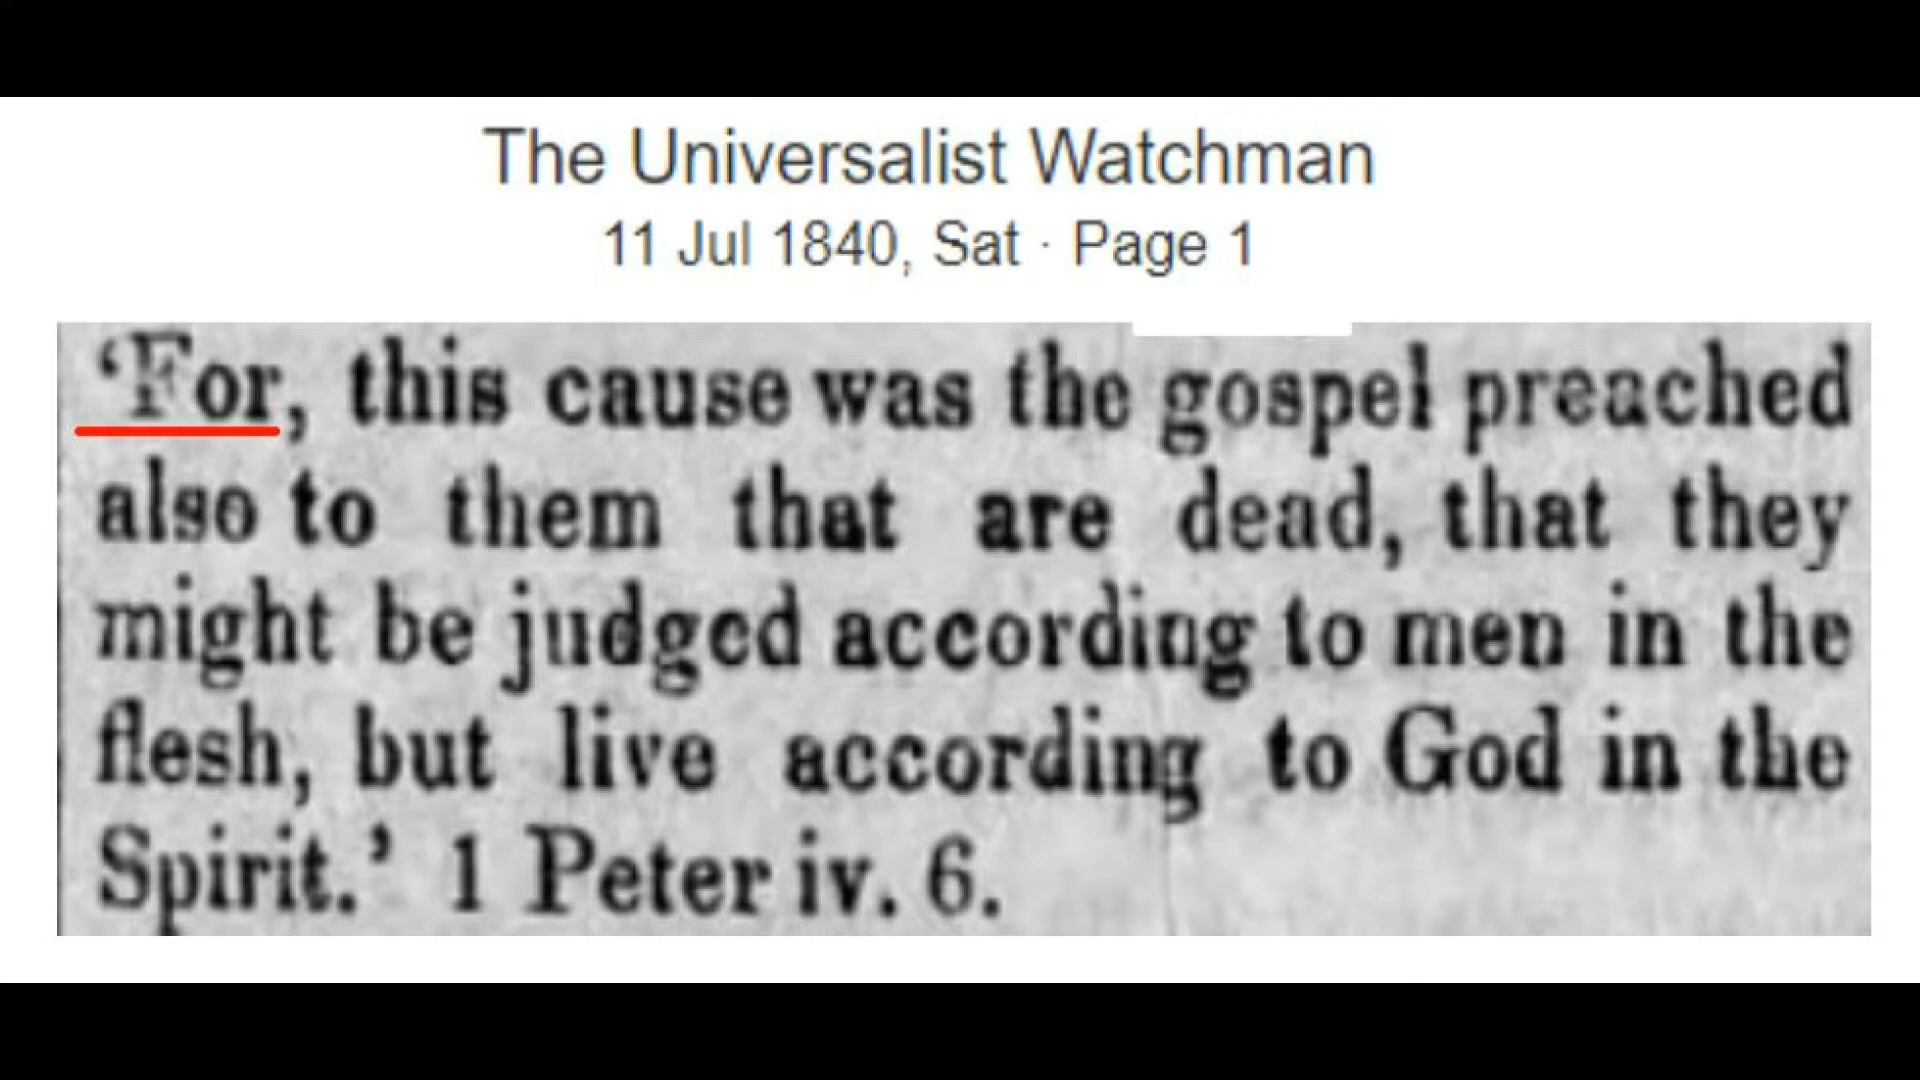 The Universalist Watchman
11 Jul 1840, Sat · Page 1
‘For, this cause was the gospel preached
also to them that are dead, that they
might be judged according to men in the
flesh, but live according to God in the
Spirit.’ 1 Peter iv. 6.